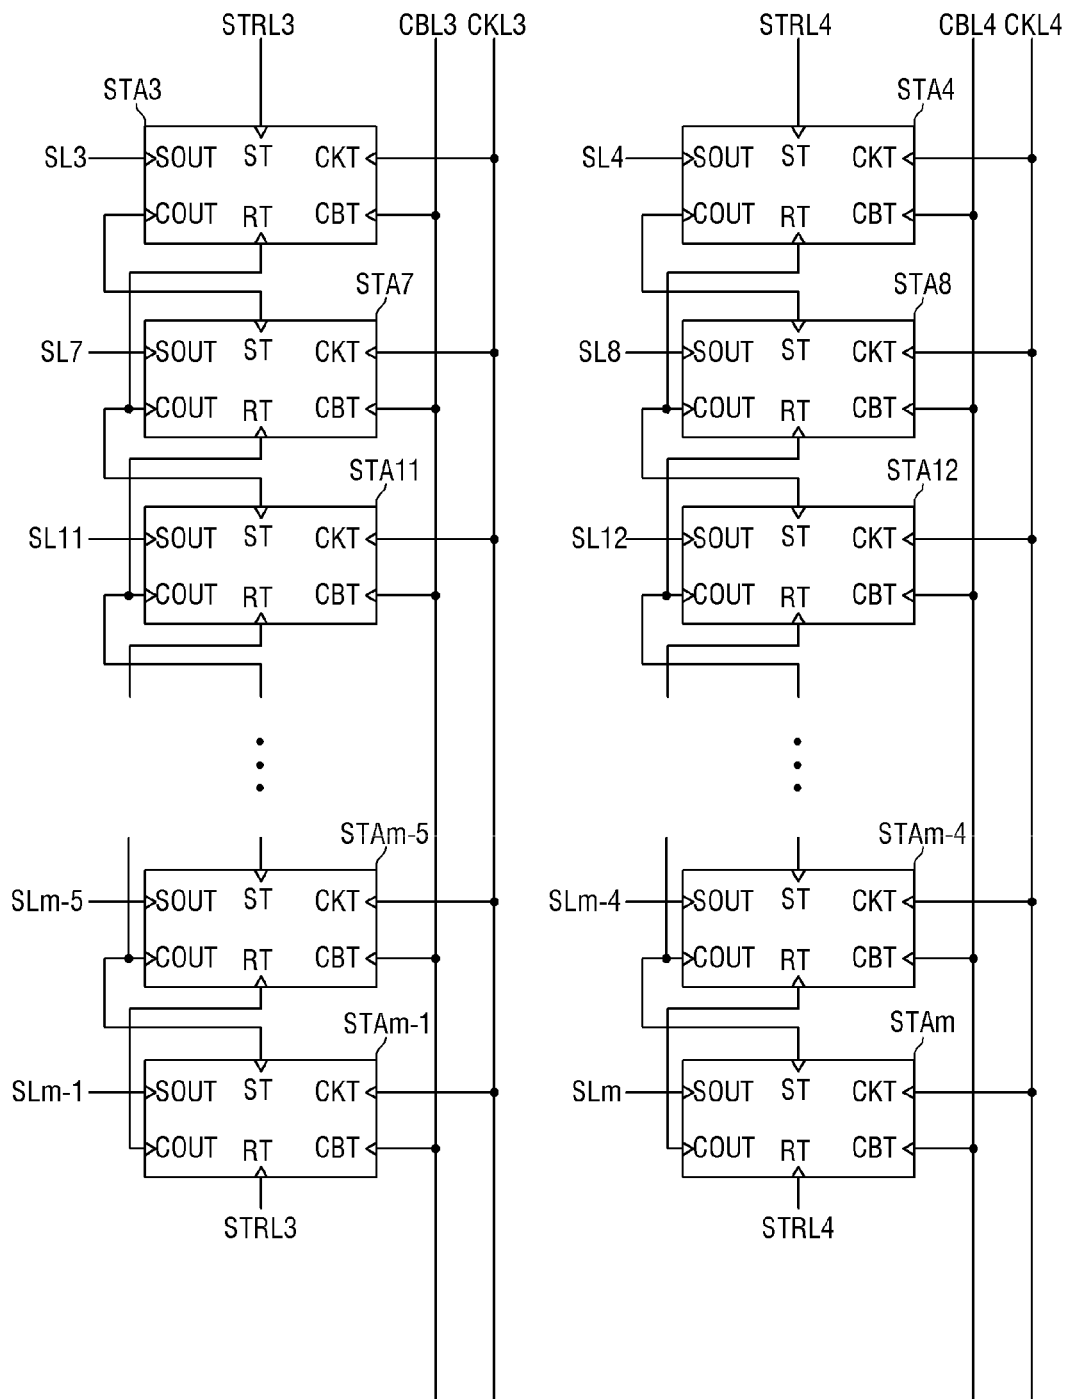 STRL3 CBL3 CKL3 STRL4 CBL4 CKL4
STA3 STA4
SL3 SOUT ST CKT SL4 SOUT ST CKT
COUT RT CBT COUT RT CBT
STA7 STA8
SL7 SOUT ST CKT SL8 SOUT ST CKT
COUT RT CBT COUT RT CBT
STA11 STA12
SL11 SOUT ST CKT SL12 SOUT ST CKT
COUT RT CBT COUT RT CBT
STAm-5 STAm-4
SLm-5 SOUT ST CKT SLm-4 SOUT ST CKT
COUT RT CBT COUT RT CBT
STAm-1 STAm
SLm-1 SOUT ST CKT SLm SOUT ST CKT
COUT RT CBT COUT RT CBT
STRL3 STRL4